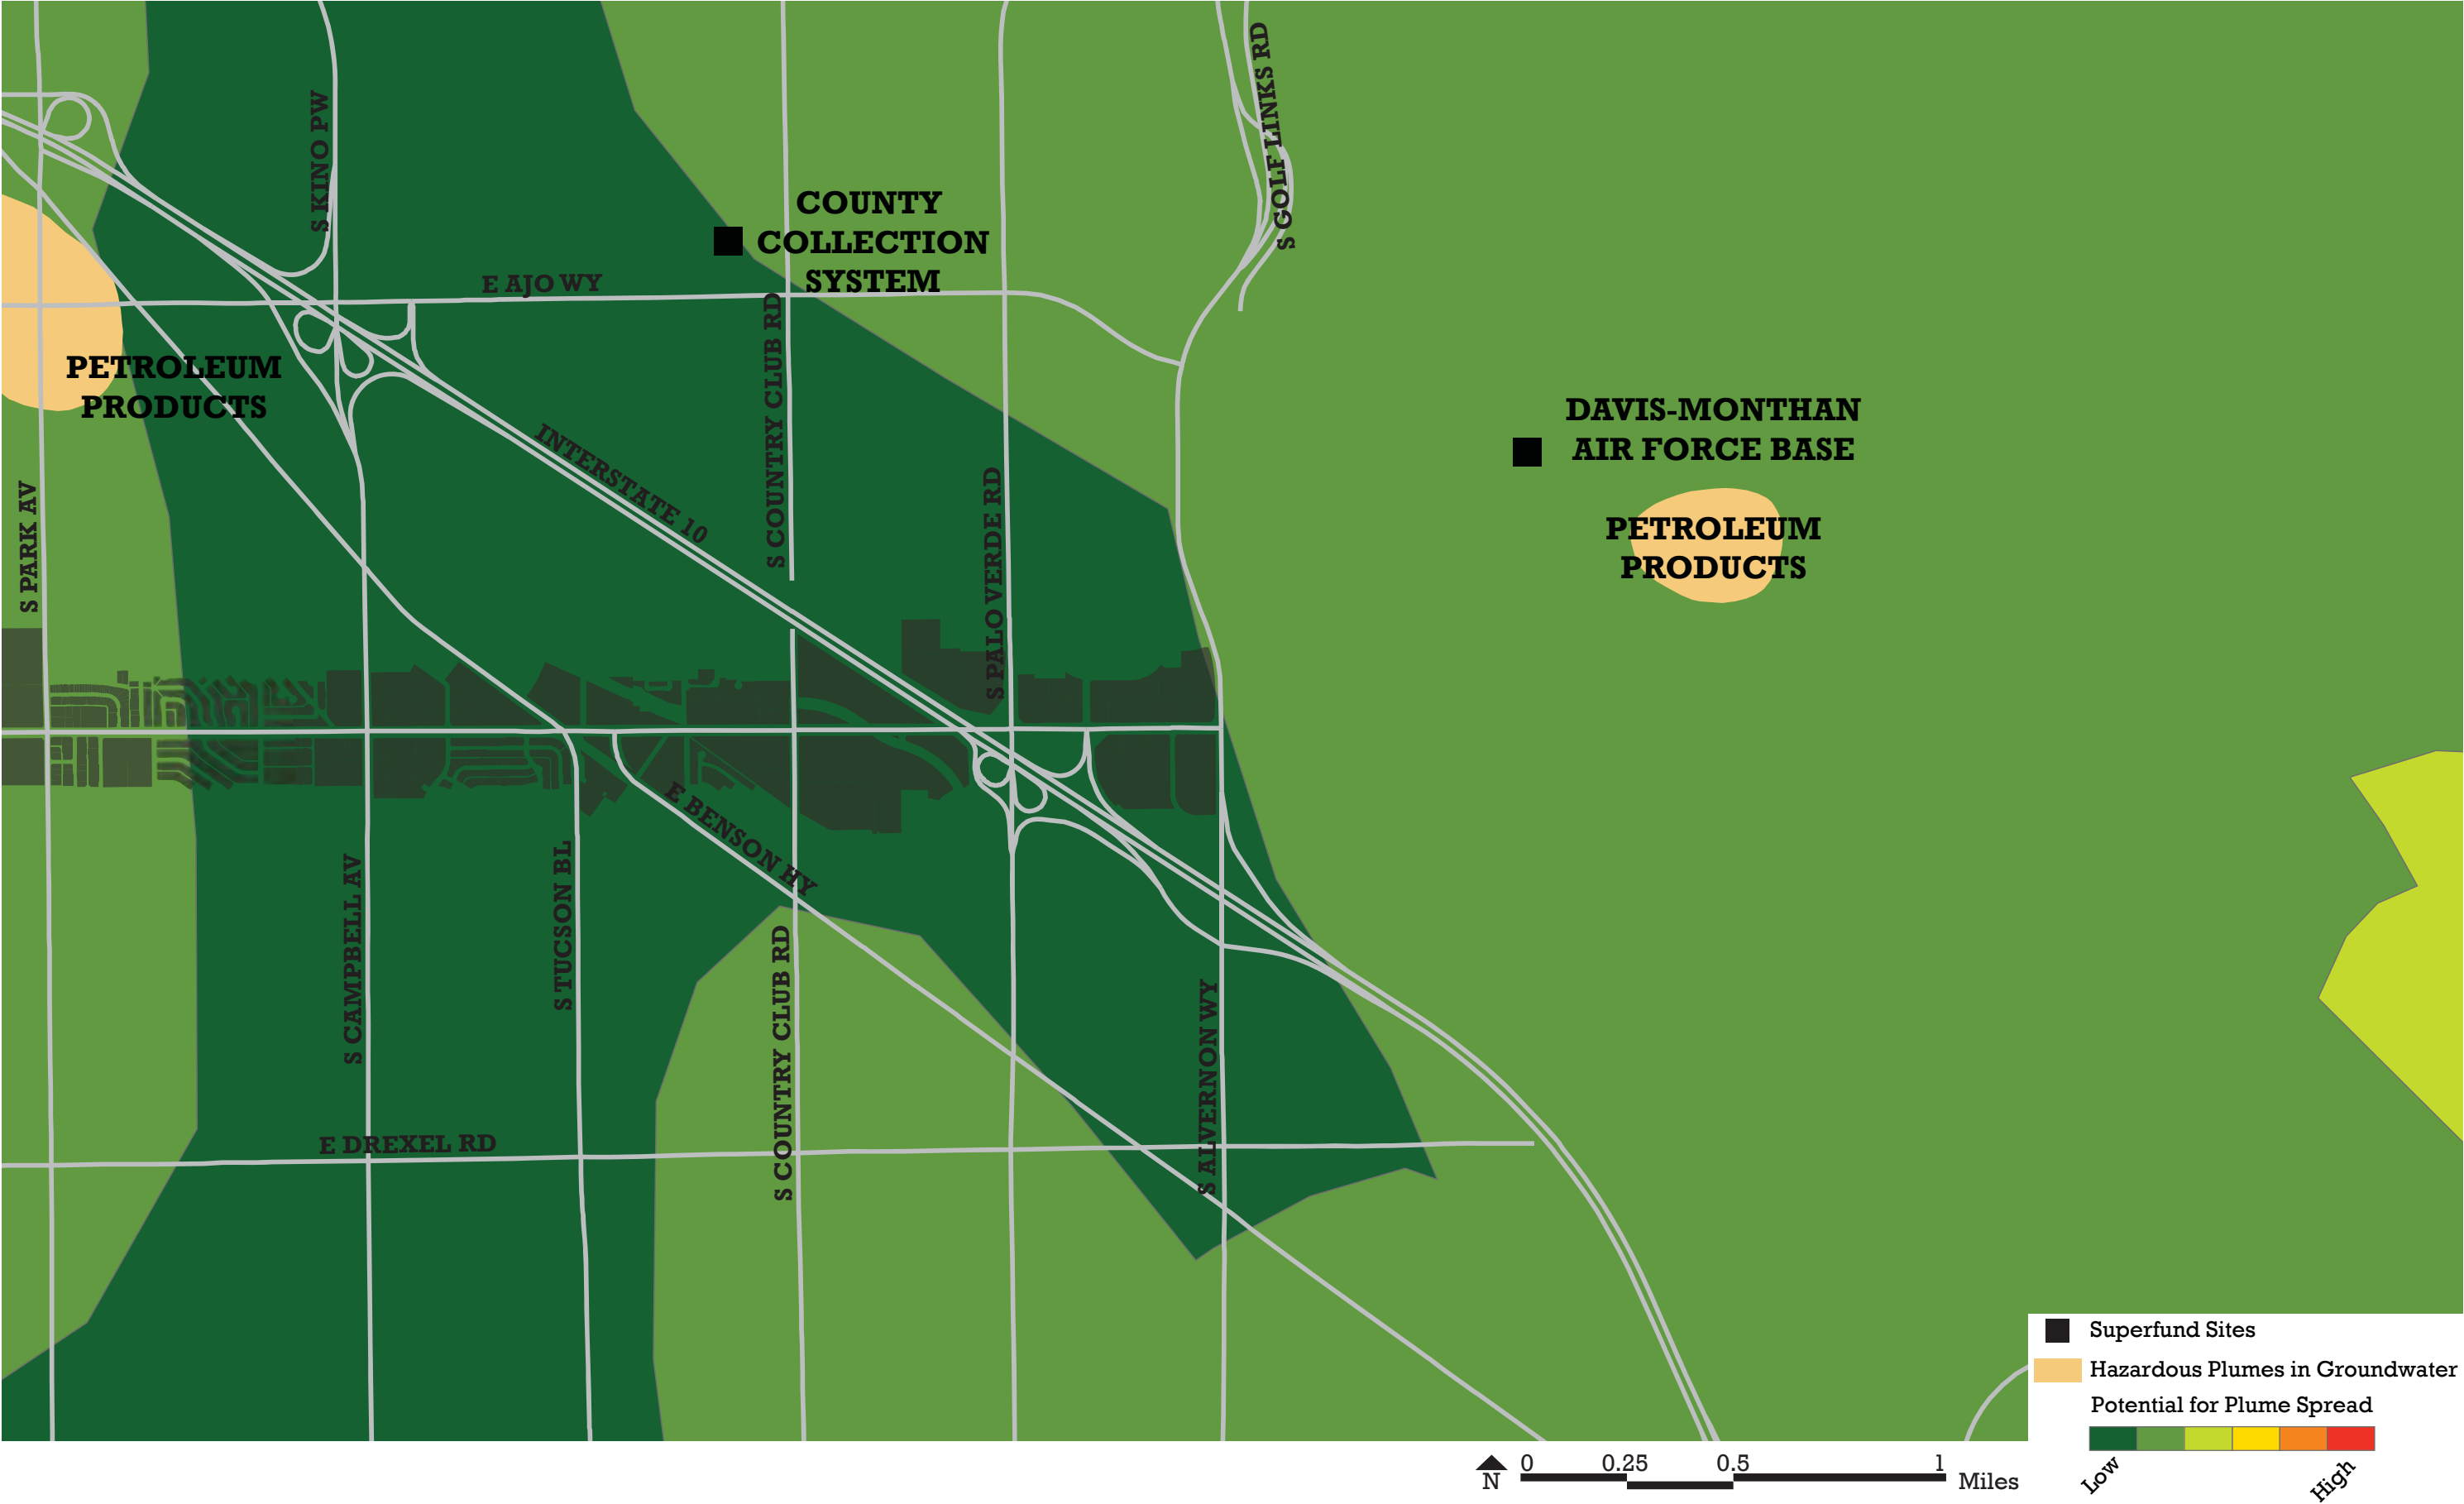 S GOLF LINKS RD
S KINO PW
COUNTY
COLLECTION
SYSTEM
E AJO WY
PETROLEUM
PRODUCTS
S COUNTRY CLUB RD
INTERSTATE 10
DAVIS-MONTHAN
AIR FORCE BASE
PETROLEUM
PRODUCTS
S PARK AV
S PALO VERDE RD
E BENSON HY
S CAMPBELL AV
S TUCSON BL
S COUNTRY CLUB RD
S ALVERNON WY
E DREXEL RD
Superfund Sites
Hazardous Plumes in Groundwater
Potential for Plume Spread
Low
High
N
0 0.25 0.5 1
Miles